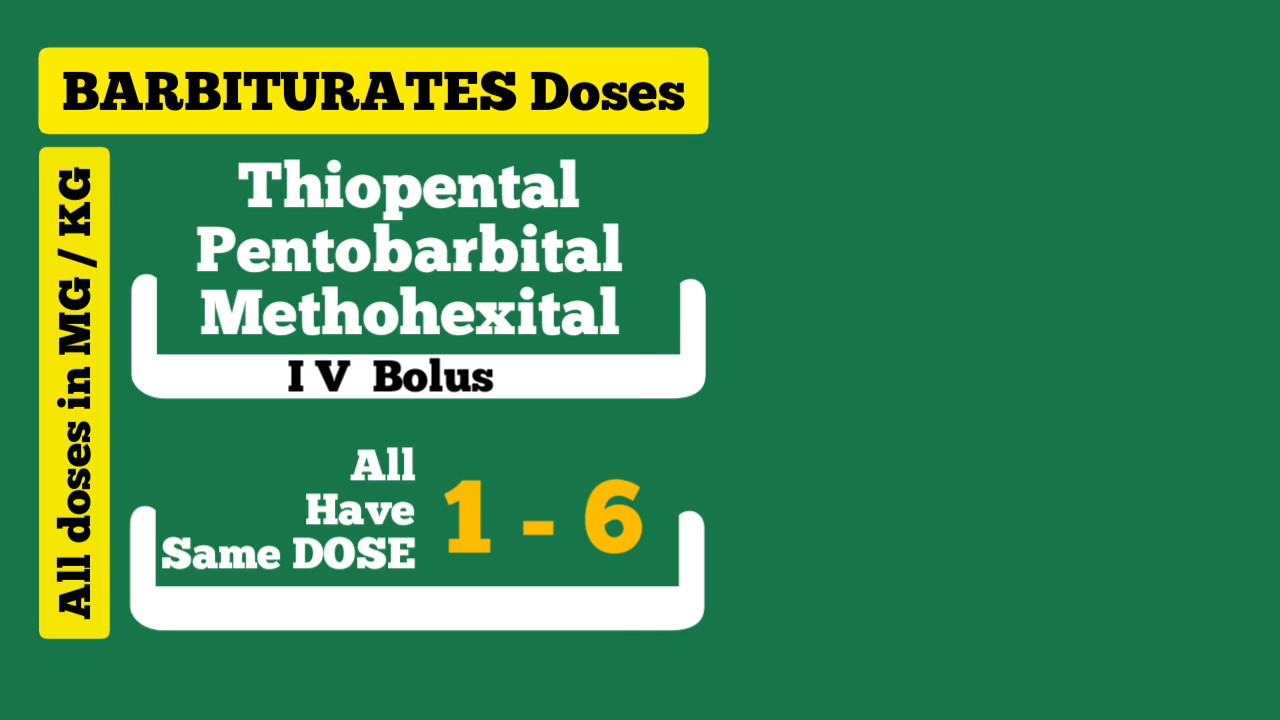 BARBITURATES Doses
All doses in MG / KG
Thiopental
Pentobarbital
Methohexital
I V Bolus
All
Have
Same DOSE
1 - 6